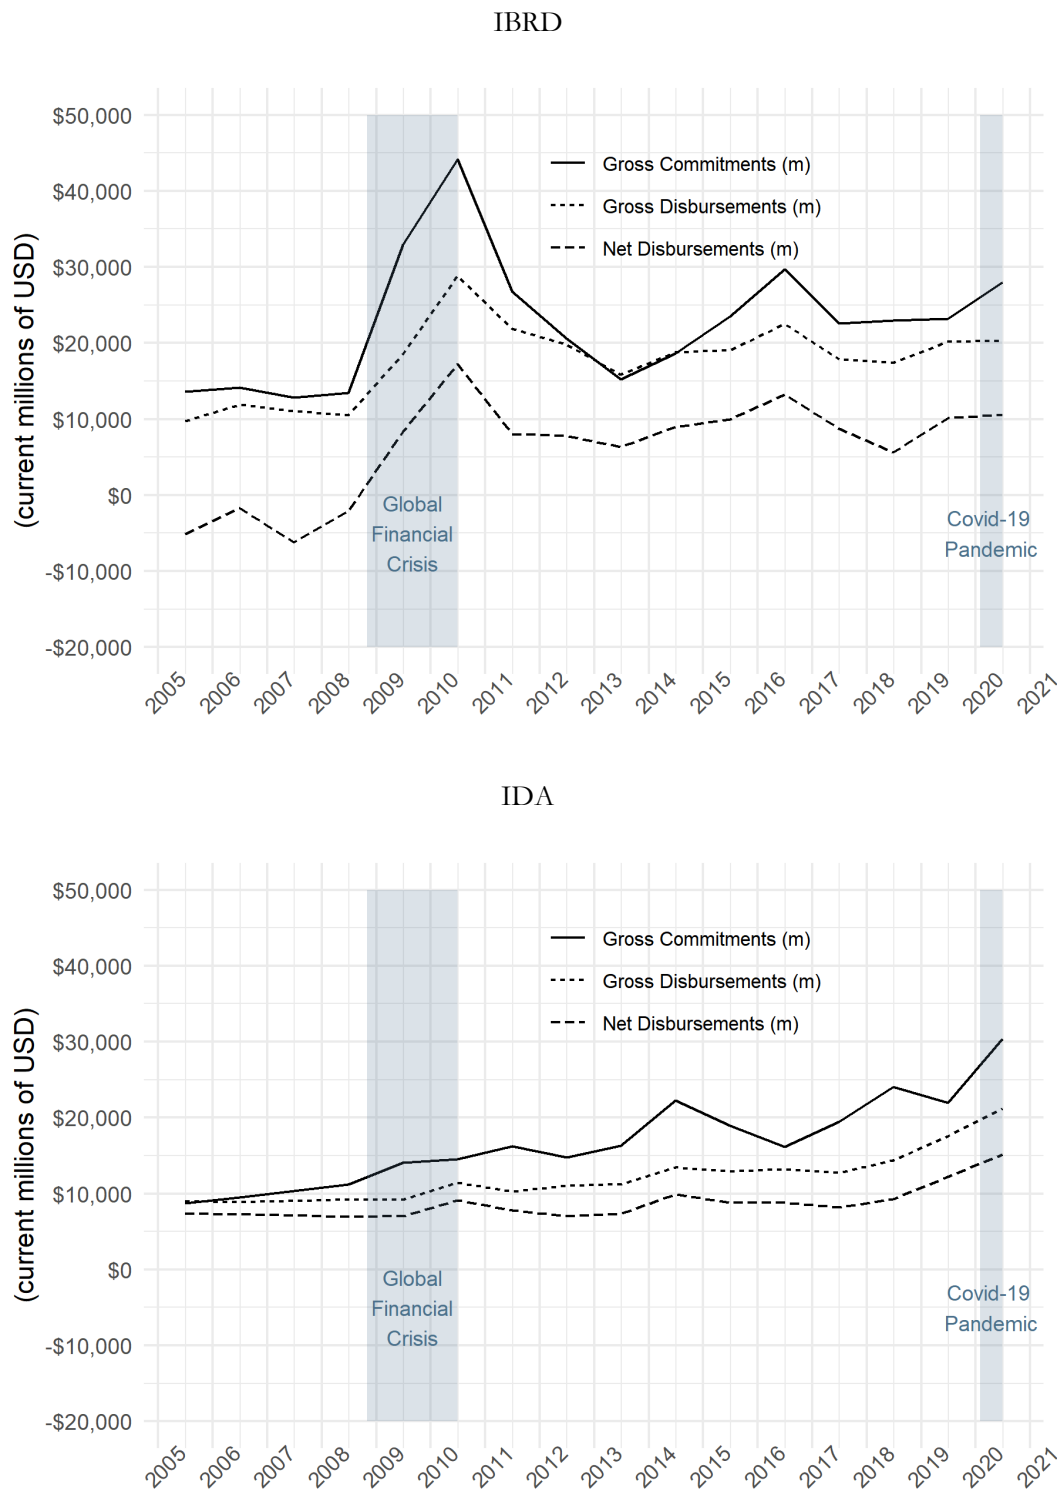 IBRD
(current millions of USD)
$50,000
$40,000
$30,000
$20,000
$10,000
$0
-$10,000
-$20,000
Gross Commitments (m)
Gross Disbursements (m)
Net Disbursements (m)
Global
Financial
Crisis
Covid-19
Pandemic
2005 2006 2007 2008 2009 2010 2011 2012 2013 2014 2015 2016 2017 2018 2019 2020 2021
IDA
(current millions of USD)
$50,000
$40,000
$30,000
$20,000
$10,000
$0
-$10,000
-$20,000
Gross Commitments (m)
Gross Disbursements (m)
Net Disbursements (m)
Global
Financial
Crisis
Covid-19
Pandemic
2005 2006 2007 2008 2009 2010 2011 2012 2013 2014 2015 2016 2017 2018 2019 2020 2021